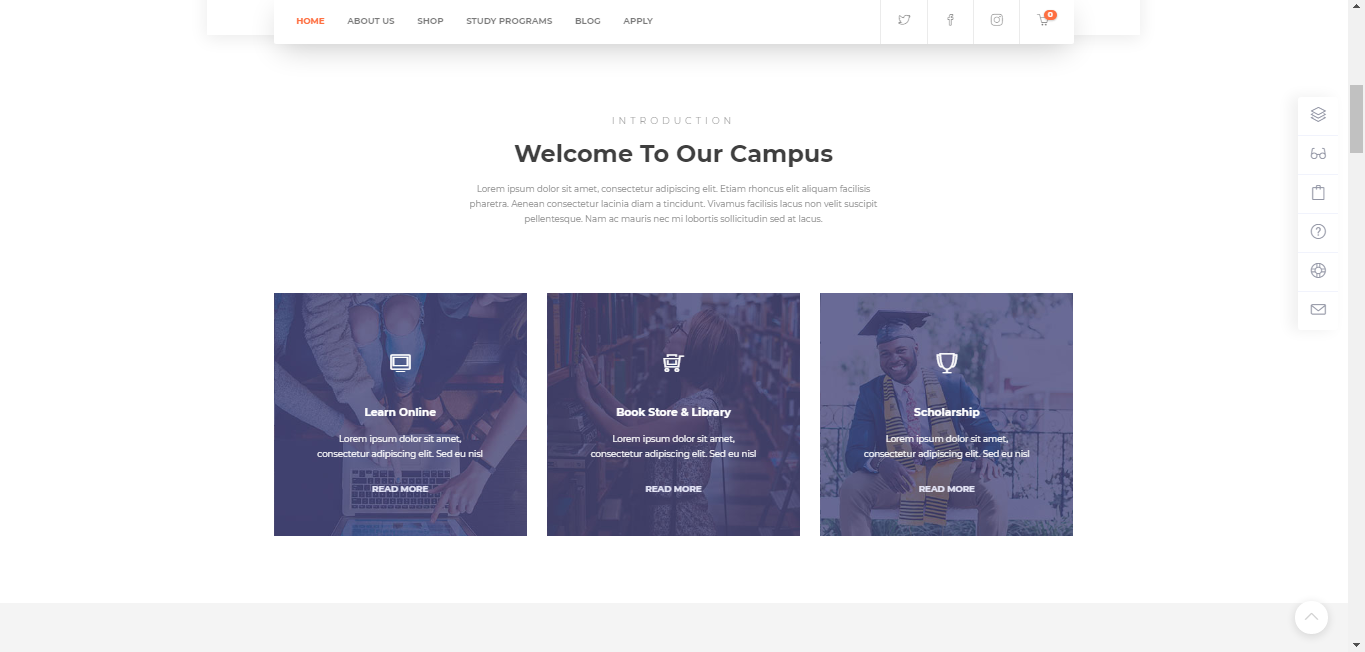 HOME ABOUT US SHOP STUDY PROGRAMS BLOG APPLY 0
INTRODUCTION
Welcome To Our Campus
Lorem ipsum dolor sit amet, consectetur adipiscing elit. Etiam rhoncus elit aliquam facilisis
pharetra. Aenean consectetur lacinia diam a tincidunt. Vivamus facilisis lacus non velit suscipit
pellentesque. Nam ac mauris nec mi lobortis sollicitudin sed at lacus.
Learn Online
Lorem ipsum dolor sit amet,
consectetur adipiscing elit. Sed eu nisl
READ MORE
Book Store & Library
Lorem ipsum dolor sit amet,
consectetur adipiscing elit. Sed eu nisl
READ MORE
Scholarship
Lorem ipsum dolor sit amet,
consectetur adipiscing elit. Sed eu nisl
READ MORE